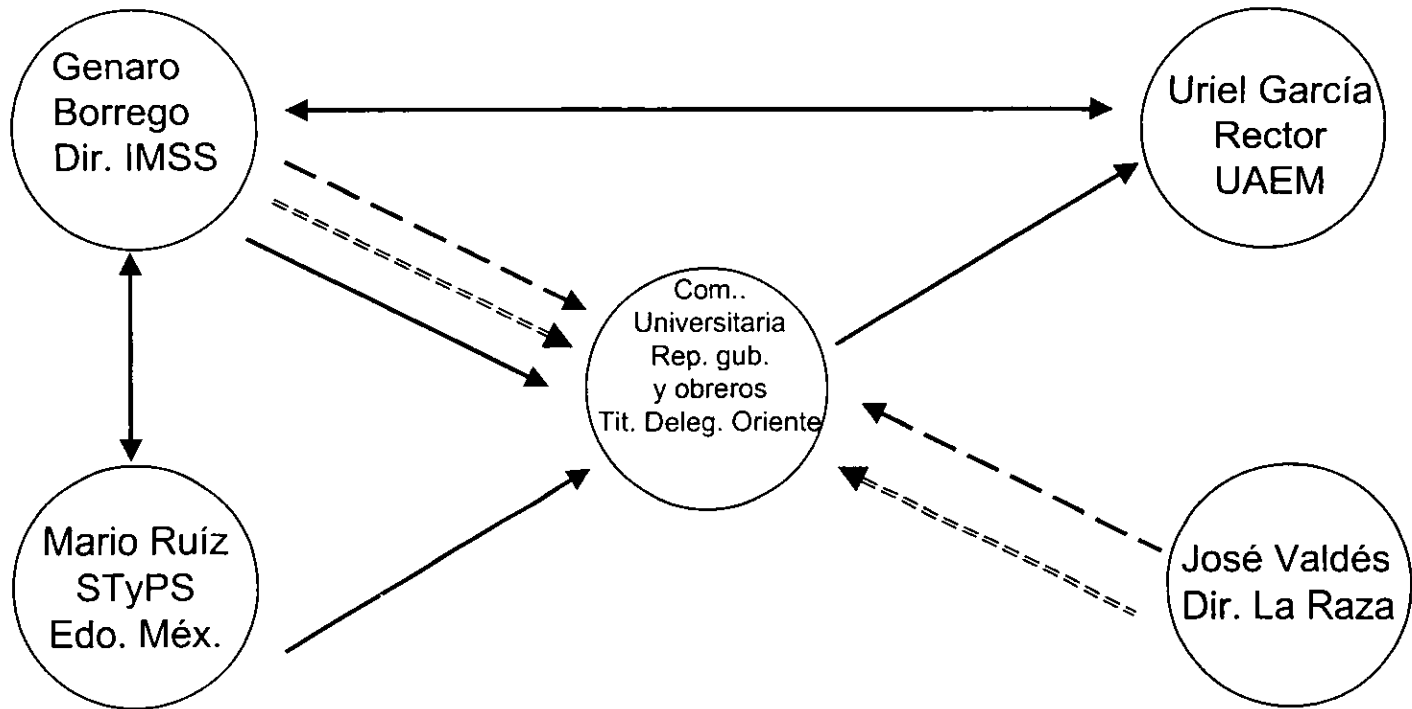 Genaro
Borrego
Dir. IMSS
Uriel García
Rector
UAEM
Com..
Universitaria
Rep. gub.
y obreros
Tit. Deleg. Oriente
Mario Ruíz
STyPS
Edo. Méx.
José Valdés
Dir. La Raza